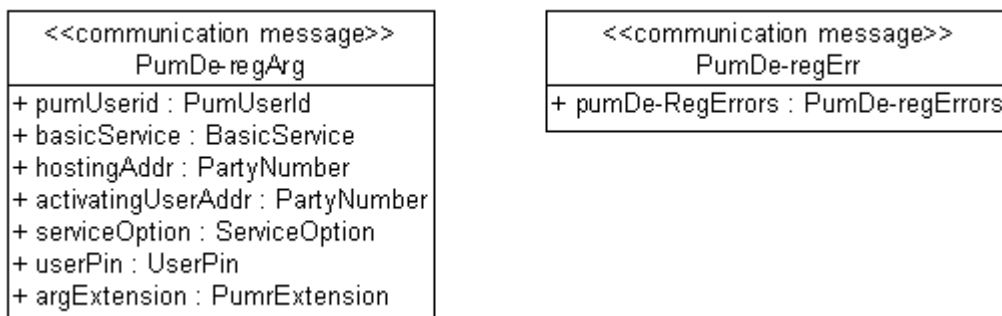 <<communication message>>
PumDe-regArg
+ pumUserid : PumUserId
+ basicService : BasicService
+ hostingAddr : PartyNumber
+ activatingUserAddr : PartyNumber
+ serviceOption : ServiceOption
+ userPin : UserPin
+ argExtension : PumrExtension
<<communication message>>
PumDe-regErr
+ pumDe-RegErrors : PumDe-regErrors